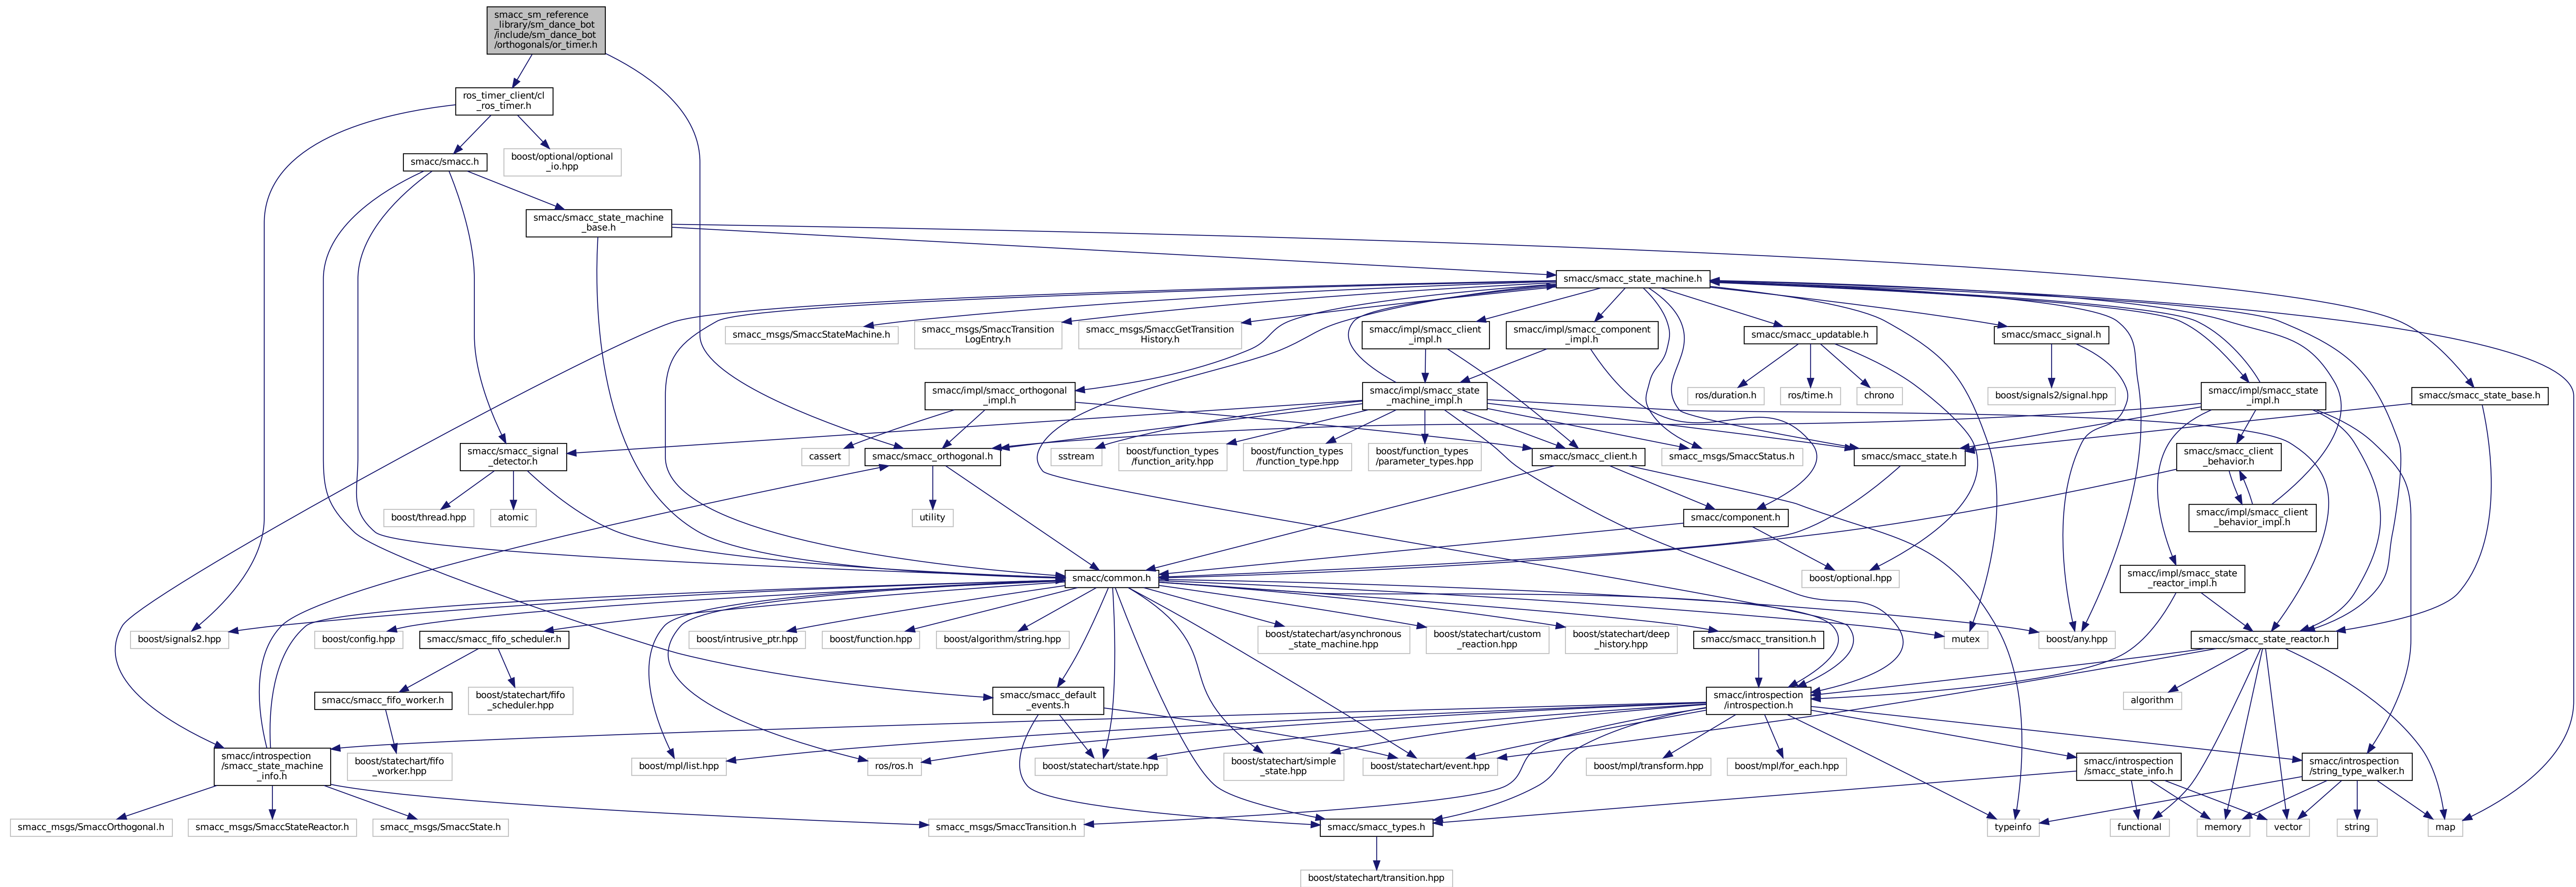 smacc_sm_reference
_library/sm_dance_bot
/include/sm_dance_bot
/orthogonals/or_timer.h
ros_timer_client/cl
_ros_timer.h
smacc/smacc.h
boost/optional/optional
_io.hpp
smacc/smacc_state_machine
_base.h
smacc/smacc_state_machine.h
smacc_msgs/SmaccStateMachine.h
smacc_msgs/SmaccTransition
LogEntry.h
smacc_msgs/SmaccGetTransition
History.h
smacc/impl/smacc_client
_impl.h
smacc/impl/smacc_component
_impl.h
smacc/smacc_updatable.h
smacc/smacc_signal.h
smacc/impl/smacc_orthogonal
_impl.h
smacc/impl/smacc_state
_machine_impl.h
ros/duration.h
ros/time.h
chrono
boost/signals2/signal.hpp
smacc/impl/smacc_state
_impl.h
smacc/smacc_state_base.h
smacc/smacc_signal
_detector.h
cassert
smacc/smacc_orthogonal.h
sstream
boost/function_types
/function_arity.hpp
boost/function_types
/function_type.hpp
boost/function_types
/parameter_types.hpp
smacc/smacc_client.h
smacc_msgs/SmaccStatus.h
smacc/smacc_state.h
smacc/smacc_client
_behavior.h
boost/thread.hpp
atomic
utility
smacc/component.h
smacc/impl/smacc_client
_behavior_impl.h
smacc/common.h
boost/optional.hpp
smacc/impl/smacc_state
_reactor_impl.h
boost/signals2.hpp
boost/config.hpp
smacc/smacc_fifo_scheduler.h
boost/intrusive_ptr.hpp
boost/function.hpp
boost/algorithm/string.hpp
boost/statechart/asynchronous
_state_machine.hpp
boost/statechart/custom
_reaction.hpp
boost/statechart/deep
_history.hpp
smacc/smacc_transition.h
mutex
boost/any.hpp
smacc/smacc_state_reactor.h
smacc/smacc_fifo_worker.h
boost/statechart/fifo
_scheduler.hpp
smacc/smacc_default
_events.h
smacc/introspection
/introspection.h
algorithm
smacc/introspection
/smacc_state_machine
_info.h
boost/statechart/fifo
_worker.hpp
boost/mpl/list.hpp
ros/ros.h
boost/statechart/state.hpp
boost/statechart/simple
_state.hpp
boost/statechart/event.hpp
boost/mpl/transform.hpp
boost/mpl/for_each.hpp
smacc/introspection
/smacc_state_info.h
smacc/introspection
/string_type_walker.h
smacc_msgs/SmaccOrthogonal.h
smacc_msgs/SmaccStateReactor.h
smacc_msgs/SmaccState.h
smacc_msgs/SmaccTransition.h
smacc/smacc_types.h
typeinfo
functional
memory
vector
string
map
boost/statechart/transition.hpp